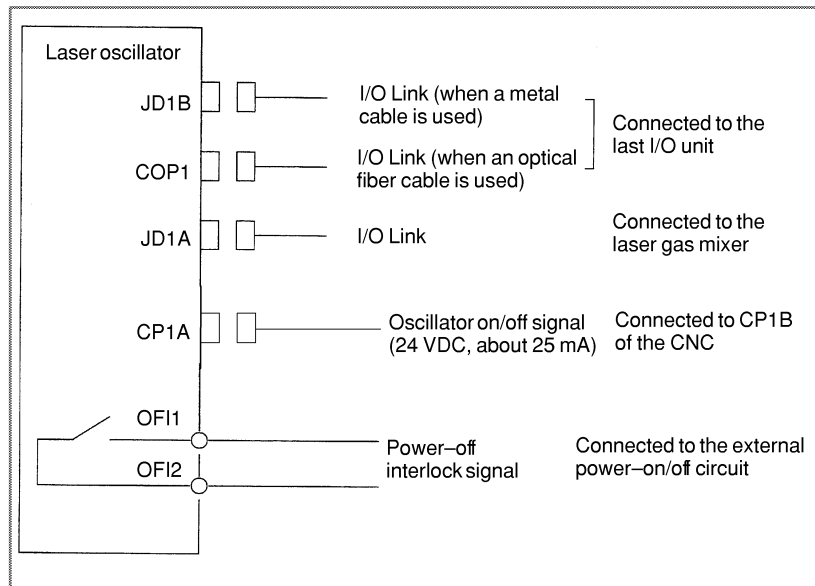 Laser oscillator
JD1B
I/O Link (when a metal
cable is used)
COP1
I/O Link (when an optical
fiber cable is used)
Connected to the
last I/O unit
JD1A
I/O Link
Connected to the
laser gas mixer
CP1A
Oscillator on/off signal
(24 VDC, about 25 mA)
Connected to CP1B
of the CNC
OFI1
OFI2
Power–off
interlock signal
Connected to the external
power–on/off circuit